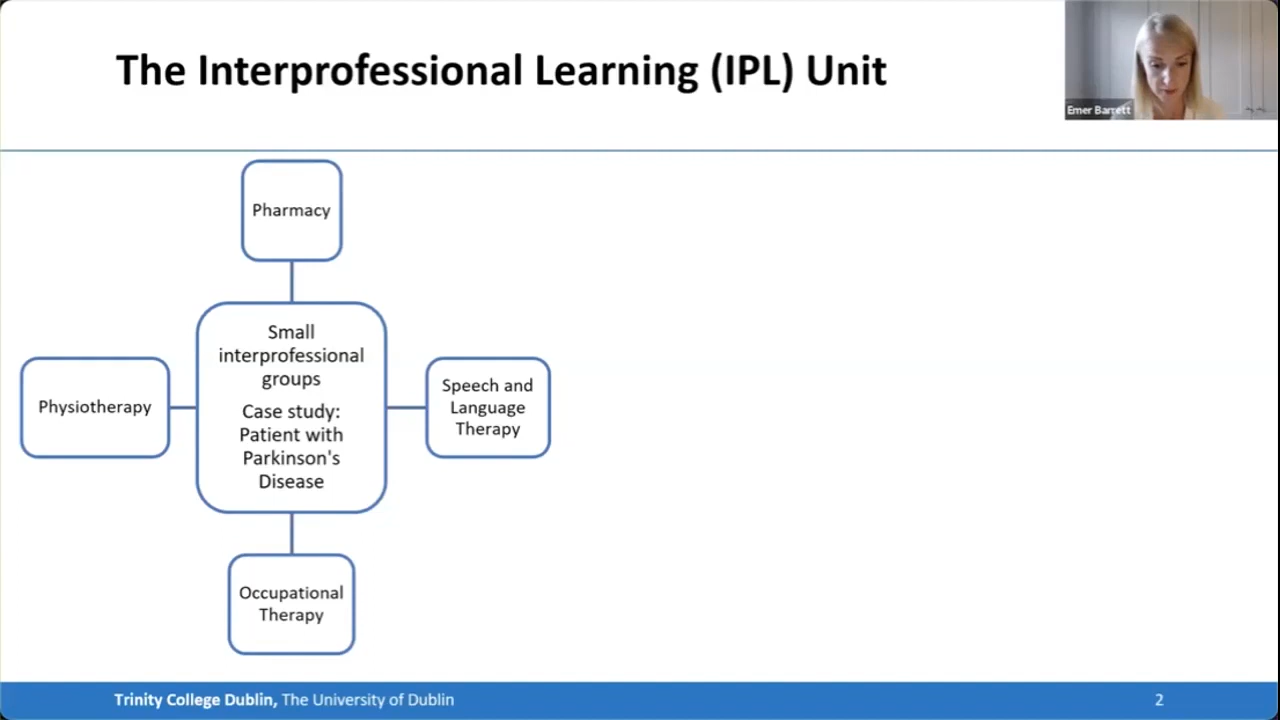 The Interprofessional Learning (IPL) Unit
Emer Barrett
Pharmacy
Small
interprofessional
groups
Case study:
Patient with
Parkinson's
Disease
Physiotherapy
Speech and
Language
Therapy
Occupational
Therapy
Trinity College Dublin, The University of Dublin
2